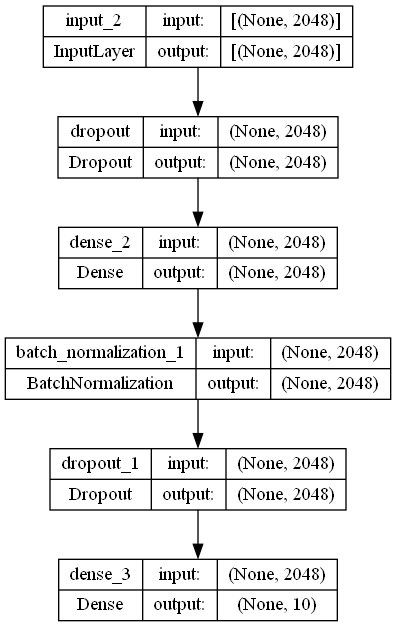 input_2 input: [(None, 2048)]
InputLayer output: [(None, 2048)]
dropout input: (None, 2048)
Dropout output: (None, 2048)
dense_2 input: (None, 2048)
Dense output: (None, 2048)
batch_normalization_1 input: (None, 2048)
BatchNormalization output: (None, 2048)
dropout_1 input: (None, 2048)
Dropout output: (None, 2048)
dense_3 input: (None, 2048)
Dense output: (None, 10)